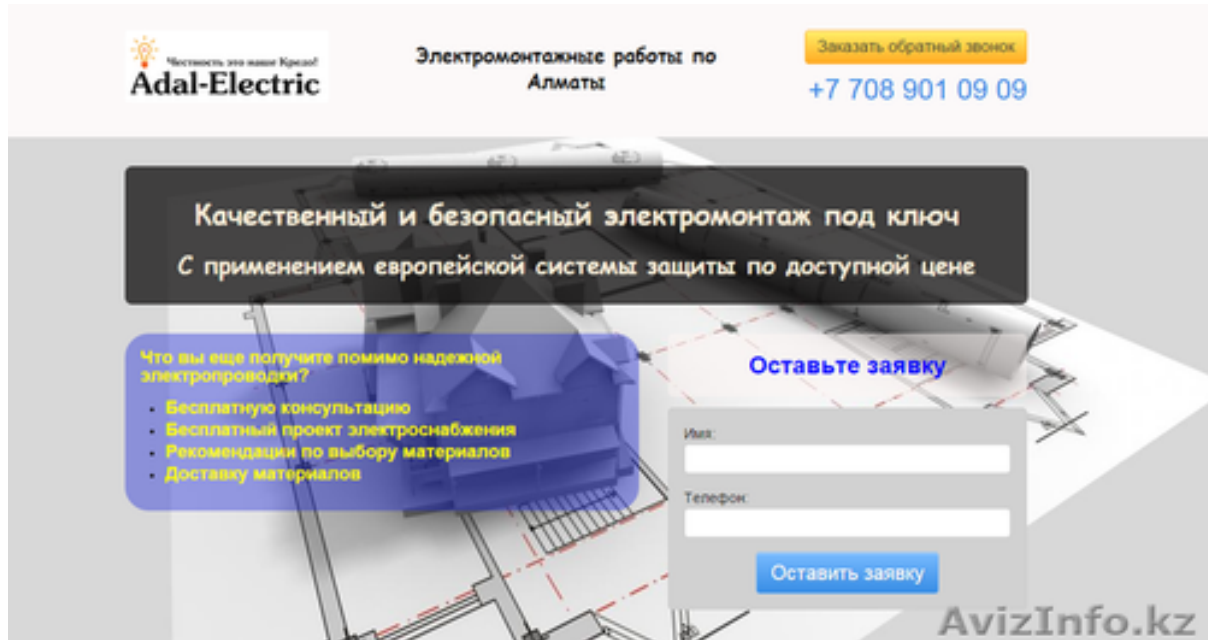 Честность это наше Кредо!
Adal-Electric
Электромонтажные работы по
Алматы
Заказать обратный звонок
+7 708 901 09 09
Качественный и безопасный электромонтаж под ключ
С применением европейской системы защиты по доступной цене
Что вы еще получите помимо надежной
электропроводки?
Бесплатную консультацию
Бесплатный проект электроснабжения
Рекомендации по выбору материалов
Доставку материалов
Оставьте заявку
Имя:
Телефон:
Оставить заявку
AvizInfo.kz